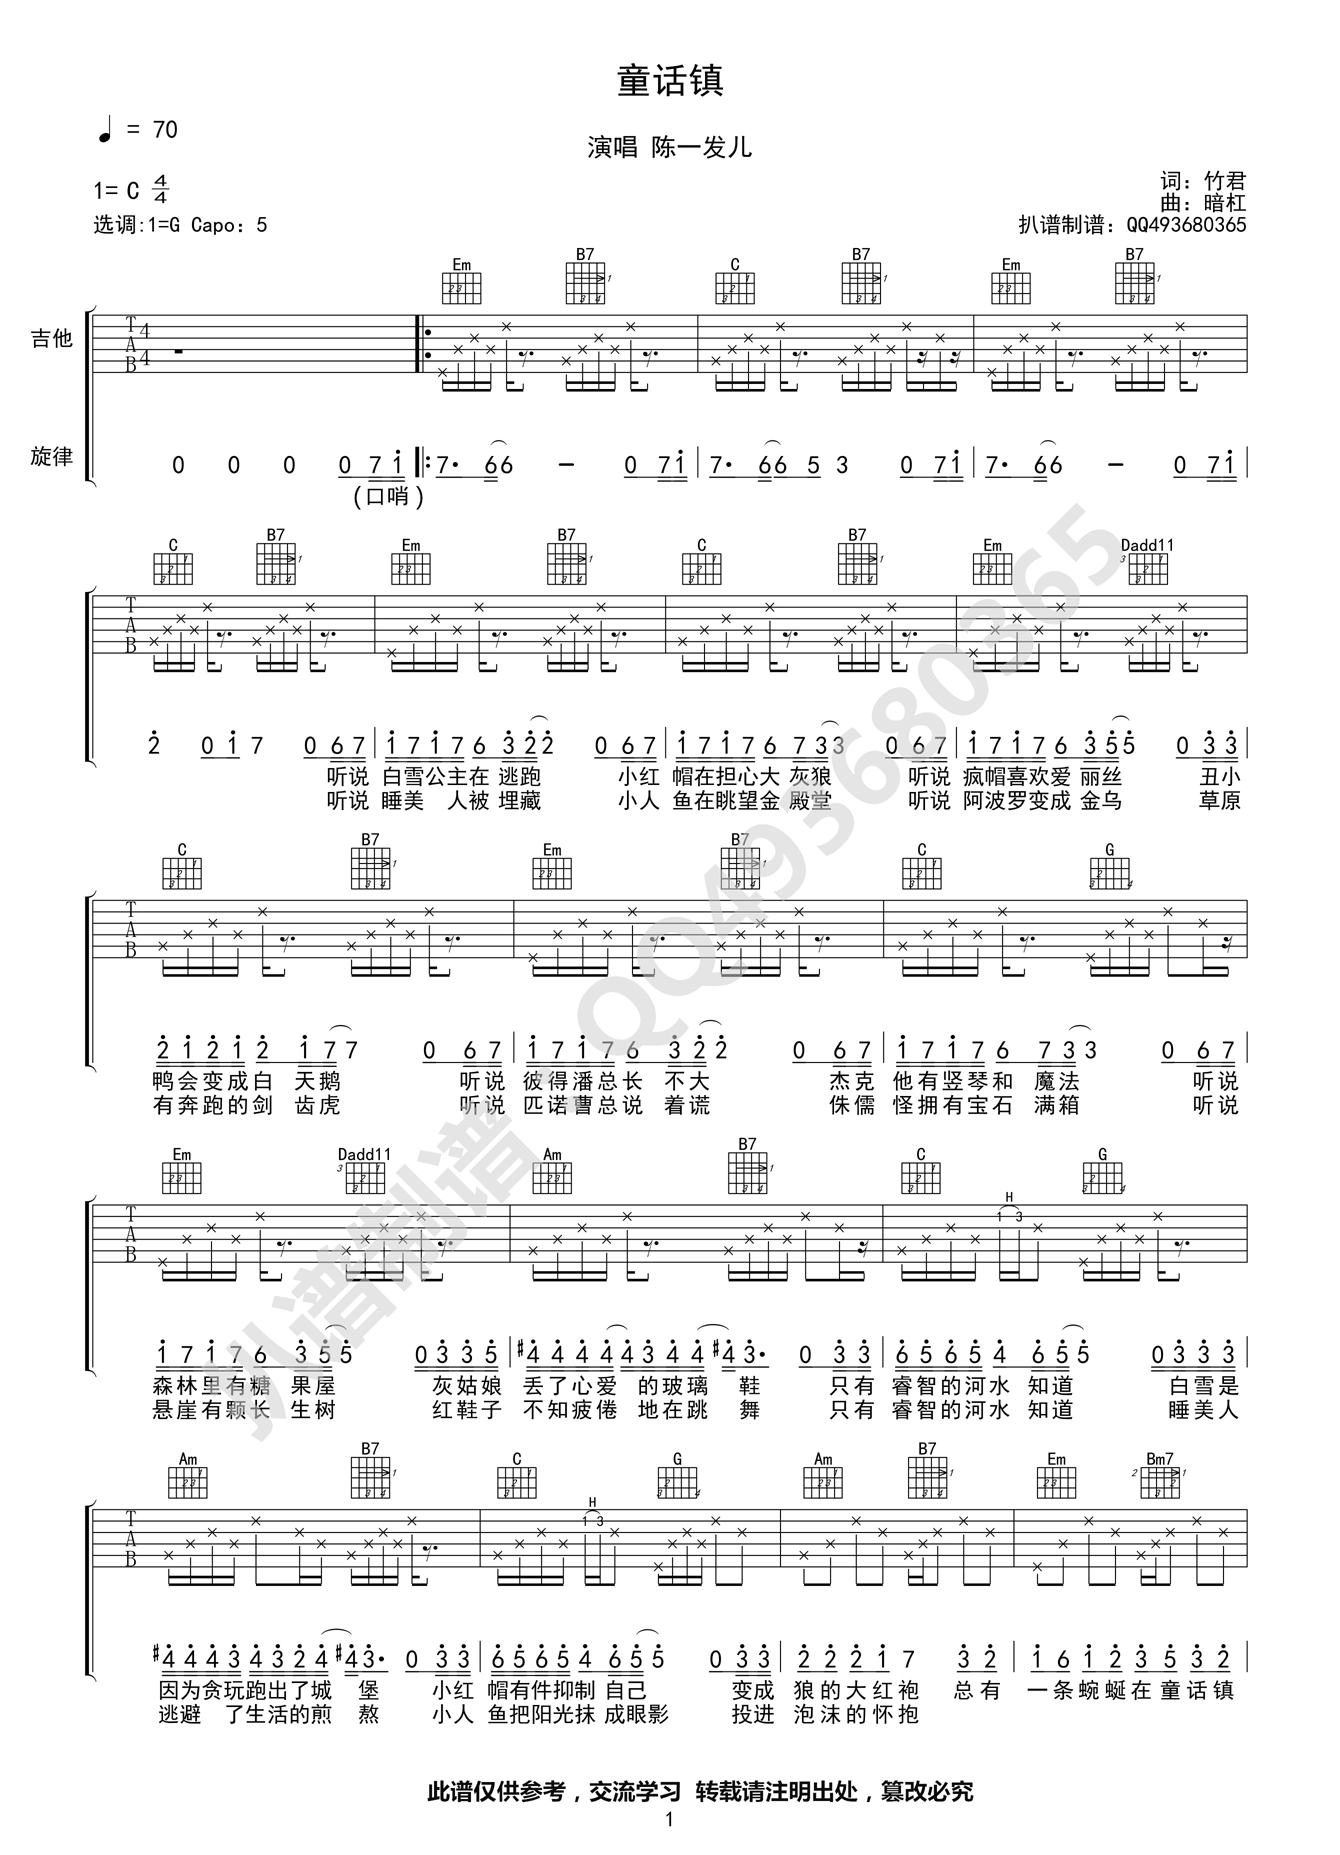 童话镇
♩ = 70
演唱 陈一发儿
1= C 4/4
词：竹君
曲：暗杠
选调:1=G Capo：5
扒谱制谱：QQ493680365
Em B7 C B7 Em B7
吉他
旋律
0 0 0 0 7 1 7· 6 6 - 0 7 1 7· 6 6 5 3 0 7 1 7· 6 6 - 0 7 1
(口哨)
C B7 Em B7 C B7 Em Dadd11
2 0 1 7 0 6 7 1 7 1 7 6 3 2 2 0 6 7 1 7 1 7 6 7 3 3 0 6 7 1 7 1 7 6 3 5 5 0 3 3
听说 白雪公主在 逃跑 小红 帽在担心大 灰狼 听说 疯帽喜欢爱 丽丝 丑小
听说 睡美 人被 埋藏 小人 鱼在眺望金 殿堂 听说 阿波罗变成 金乌 草原
C B7 Em B7 C G
2 1 2 1 2 1 7 7 0 6 7 1 7 1 7 6 3 2 2 0 6 7 1 7 1 7 6 7 3 3 0 6 7
鸭会变成白 天鹅 听说 彼得潘总长 不大 杰克 他有竖琴和 魔法 听说
有奔跑的剑 齿虎 听说 匹诺曹总说 着谎 侏儒 怪拥有宝石 满箱 听说
Em Dadd11 Am B7 C G
H
1 3
1 7 1 7 6 3 5 5 0 3 3 5 #4 4 4 4 4 3 4 4 #4 3· 0 3 3 6 5 6 5 4 6 5 5 0 3 3 3
森林里有糖 果屋 灰姑娘 丢了心爱 的玻璃 鞋 只有 睿智的河水 知道 白雪是
悬崖有颗长 生树 红鞋子 不知疲倦 地在跳 舞 只有 睿智的河水 知道 睡美人
Am B7 C G Am B7 Em Bm7
H
1 3
#4 4 4 3 4 3 2 4 #4 3· 0 3 3 6 5 6 5 4 6 5 5 0 3 3 2 2 2 1 7 3 2 1 6 1 2 3 5 3 2
因为贪玩跑出了城 堡 小红 帽有件抑制 自己 变成 狼的大红袍 总有 一条蜿蜒在 童话镇
逃避 了生活的煎 熬 小人 鱼把阳光抹 成眼影 投进 泡沫的怀抱
扒谱制谱：QQ493680365
此谱仅供参考，交流学习 转载请注明出处，篡改必究
1